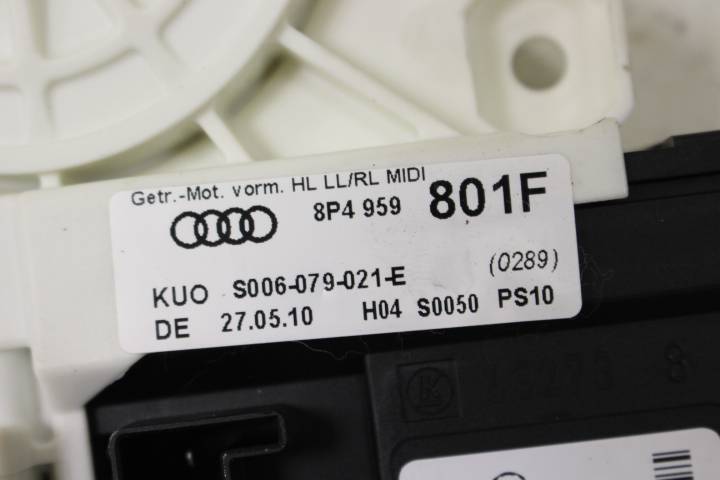 Getr.-Mot. vorm. HL LL/RL MIDI
8P4 959 801F
KUO S006-079-021-E (0289)
DE 27.05.10 H04 S0050 PS10
K